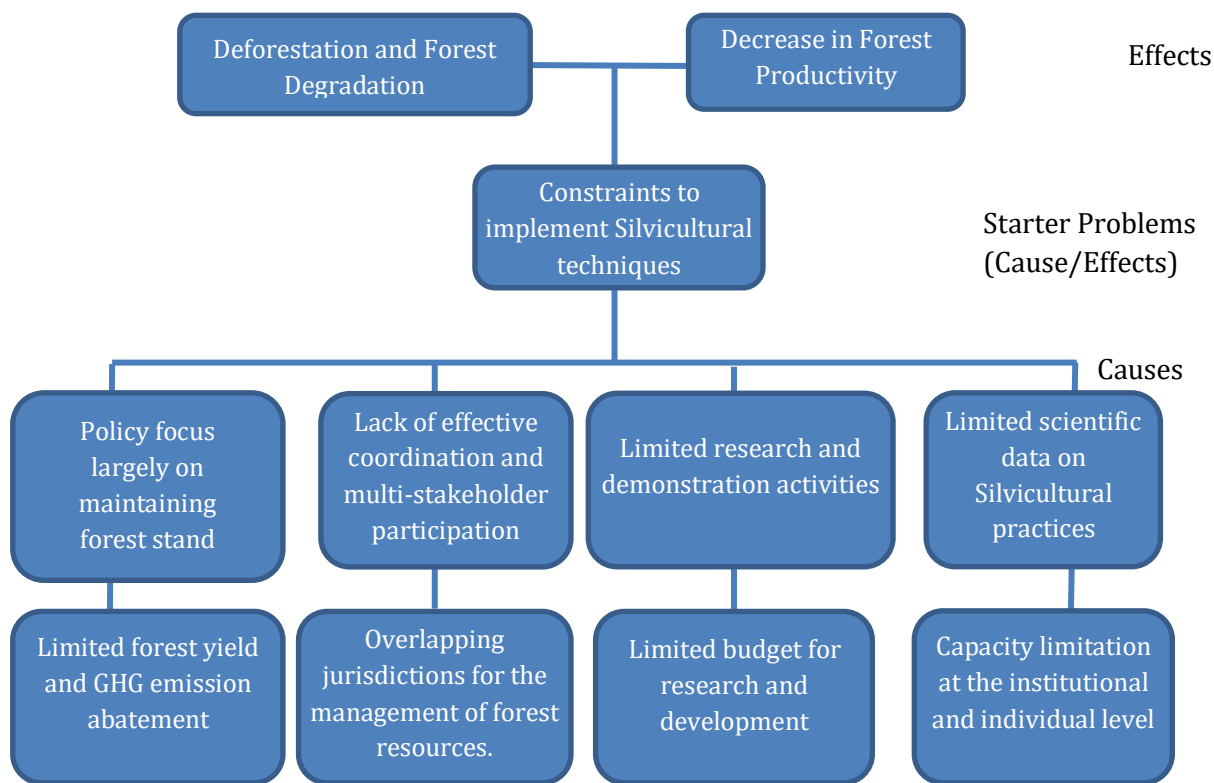 Deforestation and Forest
Degradation
Decrease in Forest
Productivity
Effects
Constraints to
implement Silvicultural
techniques
Starter Problems
(Cause/Effects)
Causes
Policy focus
largely on
maintaining
forest stand
Lack of effective
coordination and
multi-stakeholder
participation
Limited research and
demonstration activities
Limited scientific
data on
Silvicultural
practices
Limited forest yield
and GHG emission
abatement
Overlapping
jurisdictions for the
management of forest
resources.
Limited budget for
research and
development
Capacity limitation
at the institutional
and individual level